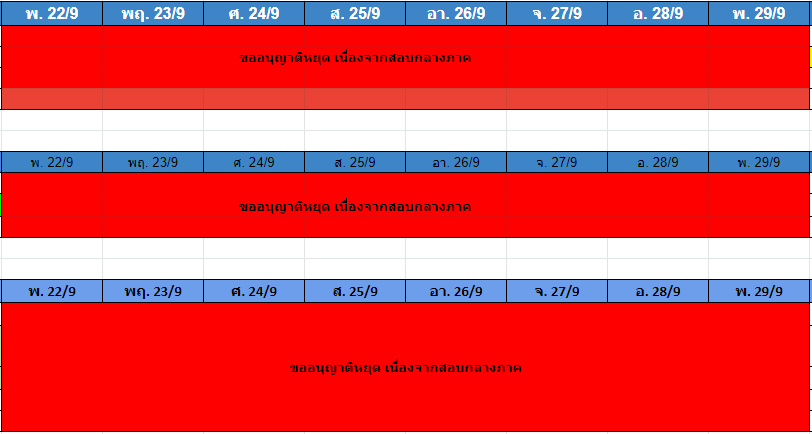 พ. 22/9 พฤ. 23/9 ศ. 24/9 ส. 25/9 อา. 26/9 จ. 27/9 อ. 28/9 พ. 29/9
ขออนุญาติหยุด เนื่องจากสอบกลางภาค
พ. 22/9 พฤ. 23/9 ศ. 24/9 ส. 25/9 อา. 26/9 จ. 27/9 อ. 28/9 พ. 29/9
ขออนุญาติหยุด เนื่องจากสอบกลางภาค
พ. 22/9 พฤ. 23/9 ศ. 24/9 ส. 25/9 อา. 26/9 จ. 27/9 อ. 28/9 พ. 29/9
ขออนุญาติหยุด เนื่องจากสอบกลางภาค